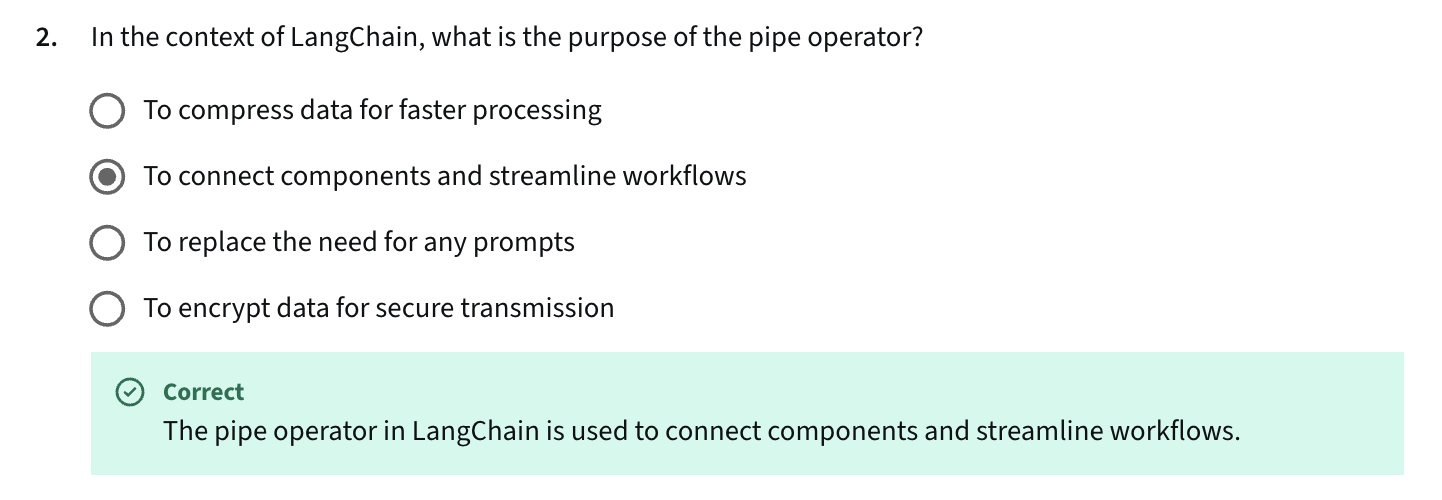 2. In the context of LangChain, what is the purpose of the pipe operator?
To compress data for faster processing
To connect components and streamline workflows
To replace the need for any prompts
To encrypt data for secure transmission
Correct
The pipe operator in LangChain is used to connect components and streamline workflows.